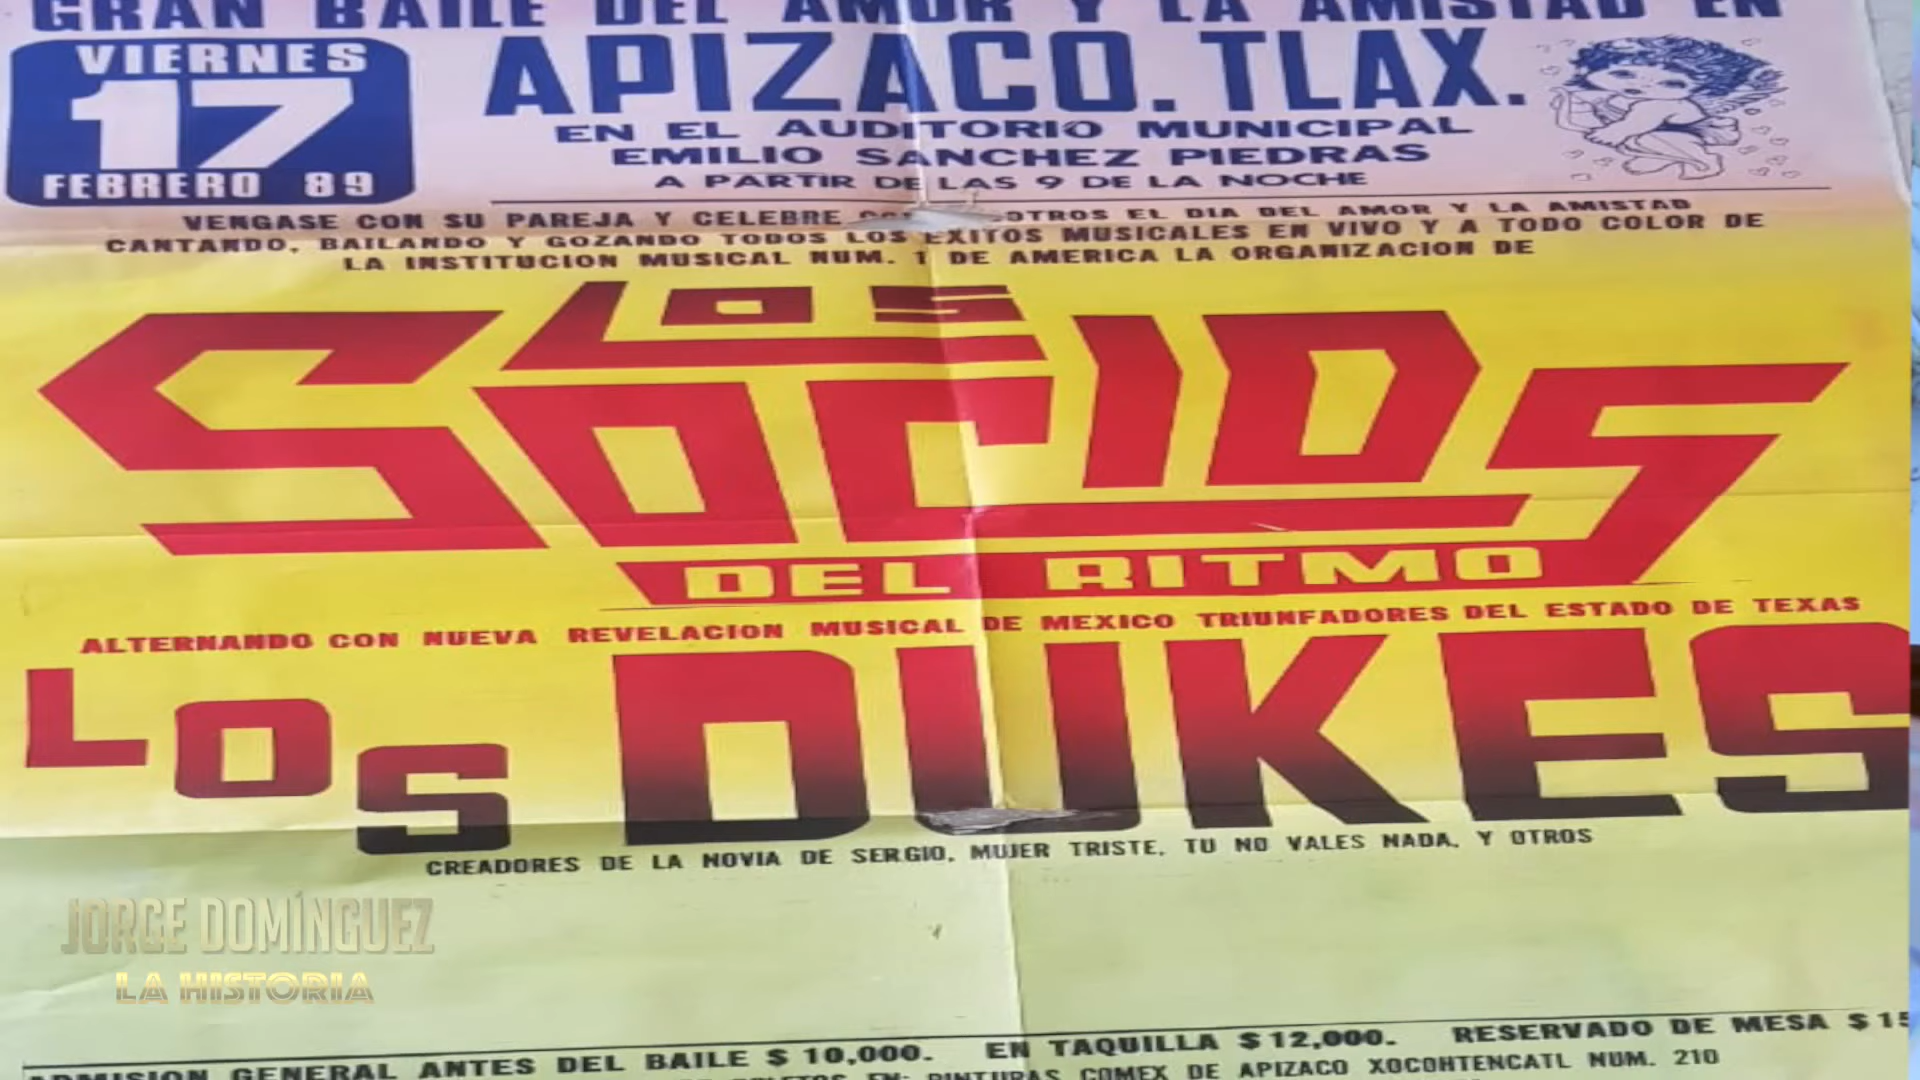 GRAN BAILE DEL AMOR Y LA AMISTAD EN
VIERNES
17
FEBRERO 89
APIZACO. TLAX.
EN EL AUDITORIO MUNICIPAL
EMILIO SANCHEZ PIEDRAS
A PARTIR DE LAS 9 DE LA NOCHE
VENGASE CON SU PAREJA Y CELEBRE OTROS EL DIA DEL AMOR Y LA AMISTAD
CANTANDO, BAILANDO Y GOZANDO TODOS LOS EXITOS MUSICALES EN VIVO Y A TODO COLOR DE
LA INSTITUCION MUSICAL NUM. 1 DE AMERICA LA ORGANIZACION DE
LOS
SOCIOS
DEL RITMO
ALTERNANDO CON NUEVA REVELACION MUSICAL DE MEXICO TRIUNFADORES DEL ESTADO DE TEXAS
LOS DUKES
CREADORES DE LA NOVIA DE SERGIO, MUJER TRISTE, TU NO VALES NADA, Y OTROS
JORGE DOMÍNGUEZ
LA HISTORIA
ADMISION GENERAL ANTES DEL BAILE $ 10,000. EN TAQUILLA $ 12,000. RESERVADO DE MESA $ 15
EN: PINTURAS COMEX DE APIZACO XOCOHTENCATL NUM. 210